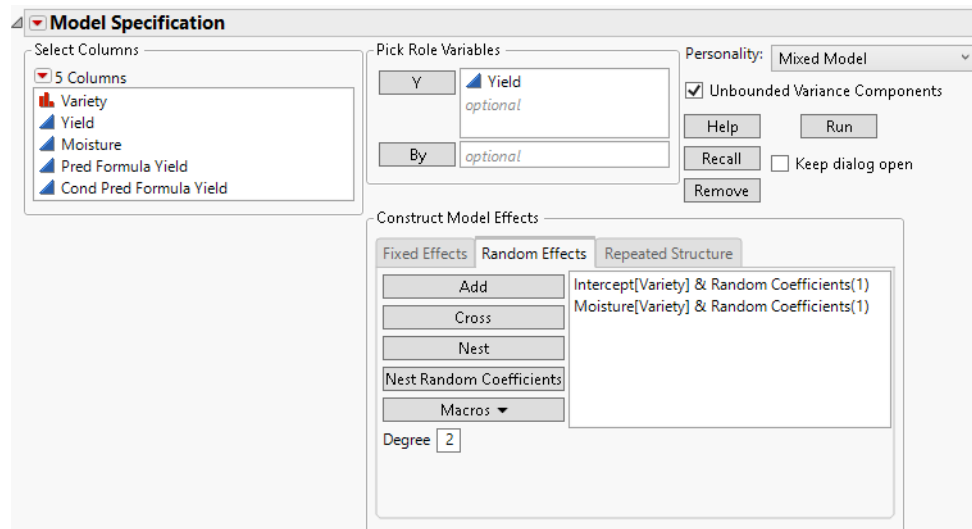 Model Specification
Select Columns
5 Columns
Variety
Yield
Moisture
Pred Formula Yield
Cond Pred Formula Yield
Pick Role Variables
Y
Yield
optional
By
optional
Personality:
Mixed Model
Unbounded Variance Components
Help
Run
Recall
Keep dialog open
Remove
Construct Model Effects
Fixed Effects
Random Effects
Repeated Structure
Add
Cross
Nest
Nest Random Coefficients
Macros
Degree 2
Intercept[Variety] & Random Coefficients(1)
Moisture[Variety] & Random Coefficients(1)